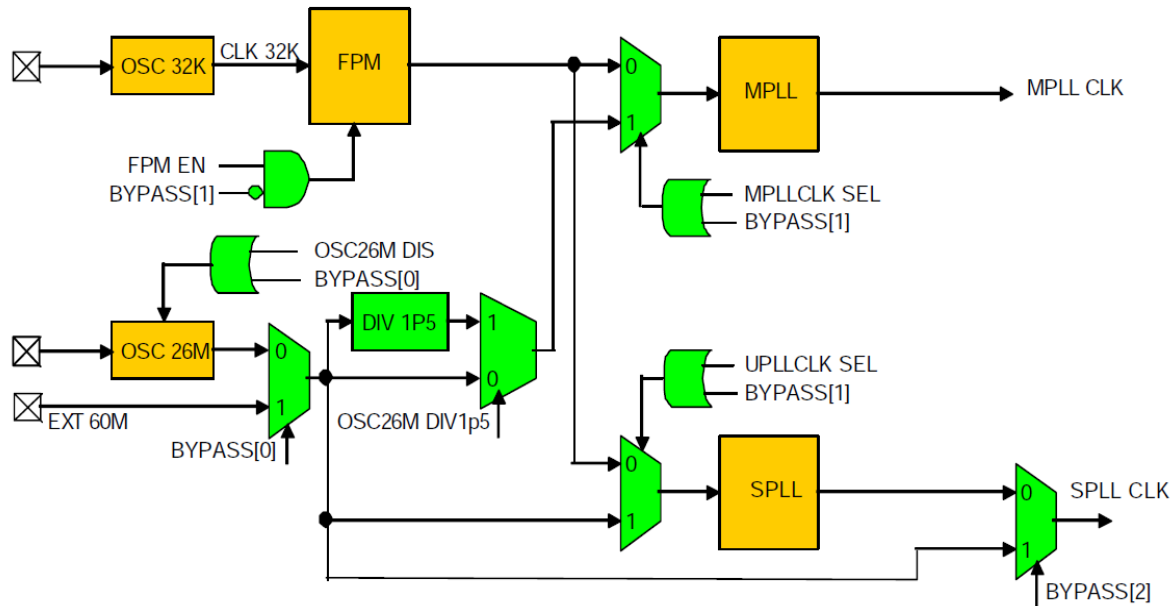 OSC 32K
CLK 32K
FPM
0
1
MPLL
MPLL CLK
FPM EN
BYPASS[1]
MPLLCLK SEL
BYPASS[1]
OSC26M DIS
BYPASS[0]
OSC 26M
0
1
DIV 1P5
1
0
EXT 60M
BYPASS[0]
OSC26M DIV1p5
UPLLCLK SEL
BYPASS[1]
0
1
SPLL
0
1
SPLL CLK
BYPASS[2]